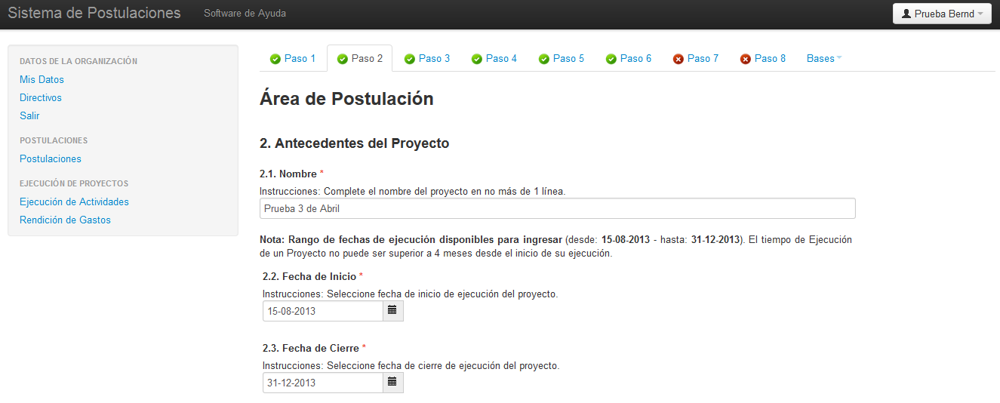 Sistema de Postulaciones Software de Ayuda Prueba Bernd
DATOS DE LA ORGANIZACIÓN
Mis Datos
Directivos
Salir
POSTULACIONES
Postulaciones
EJECUCIÓN DE PROYECTOS
Ejecución de Actividades
Rendición de Gastos
Paso 1 Paso 2 Paso 3 Paso 4 Paso 5 Paso 6 Paso 7 Paso 8 Bases
Área de Postulación
2. Antecedentes del Proyecto
2.1. Nombre *
Instrucciones: Complete el nombre del proyecto en no más de 1 línea.
Prueba 3 de Abril
Nota: Rango de fechas de ejecución disponibles para ingresar (desde: 15-08-2013 - hasta: 31-12-2013). El tiempo de Ejecución
de un Proyecto no puede ser superior a 4 meses desde el inicio de su ejecución.
2.2. Fecha de Inicio *
Instrucciones: Seleccione fecha de inicio de ejecución del proyecto.
15-08-2013
2.3. Fecha de Cierre *
Instrucciones: Seleccione fecha de cierre de ejecución del proyecto.
31-12-2013